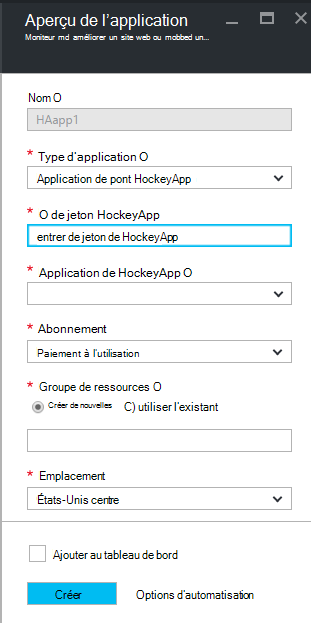 Aperçu de l'application
Moniteur md améliorer un site web ou mobbed un...
Nom O
HAapp1
* Type d'application O
Application de pont HockeyApp
* O de jeton HockeyApp
entrer de jeton de HockeyApp
* Application de HockeyApp O
* Abonnement
Paiement à l'utilisation
* Groupe de ressources O
Créer de nouvelles C) utiliser l'existant
* Emplacement
États-Unis centre
Ajouter au tableau de bord
Créer Options d'automatisation